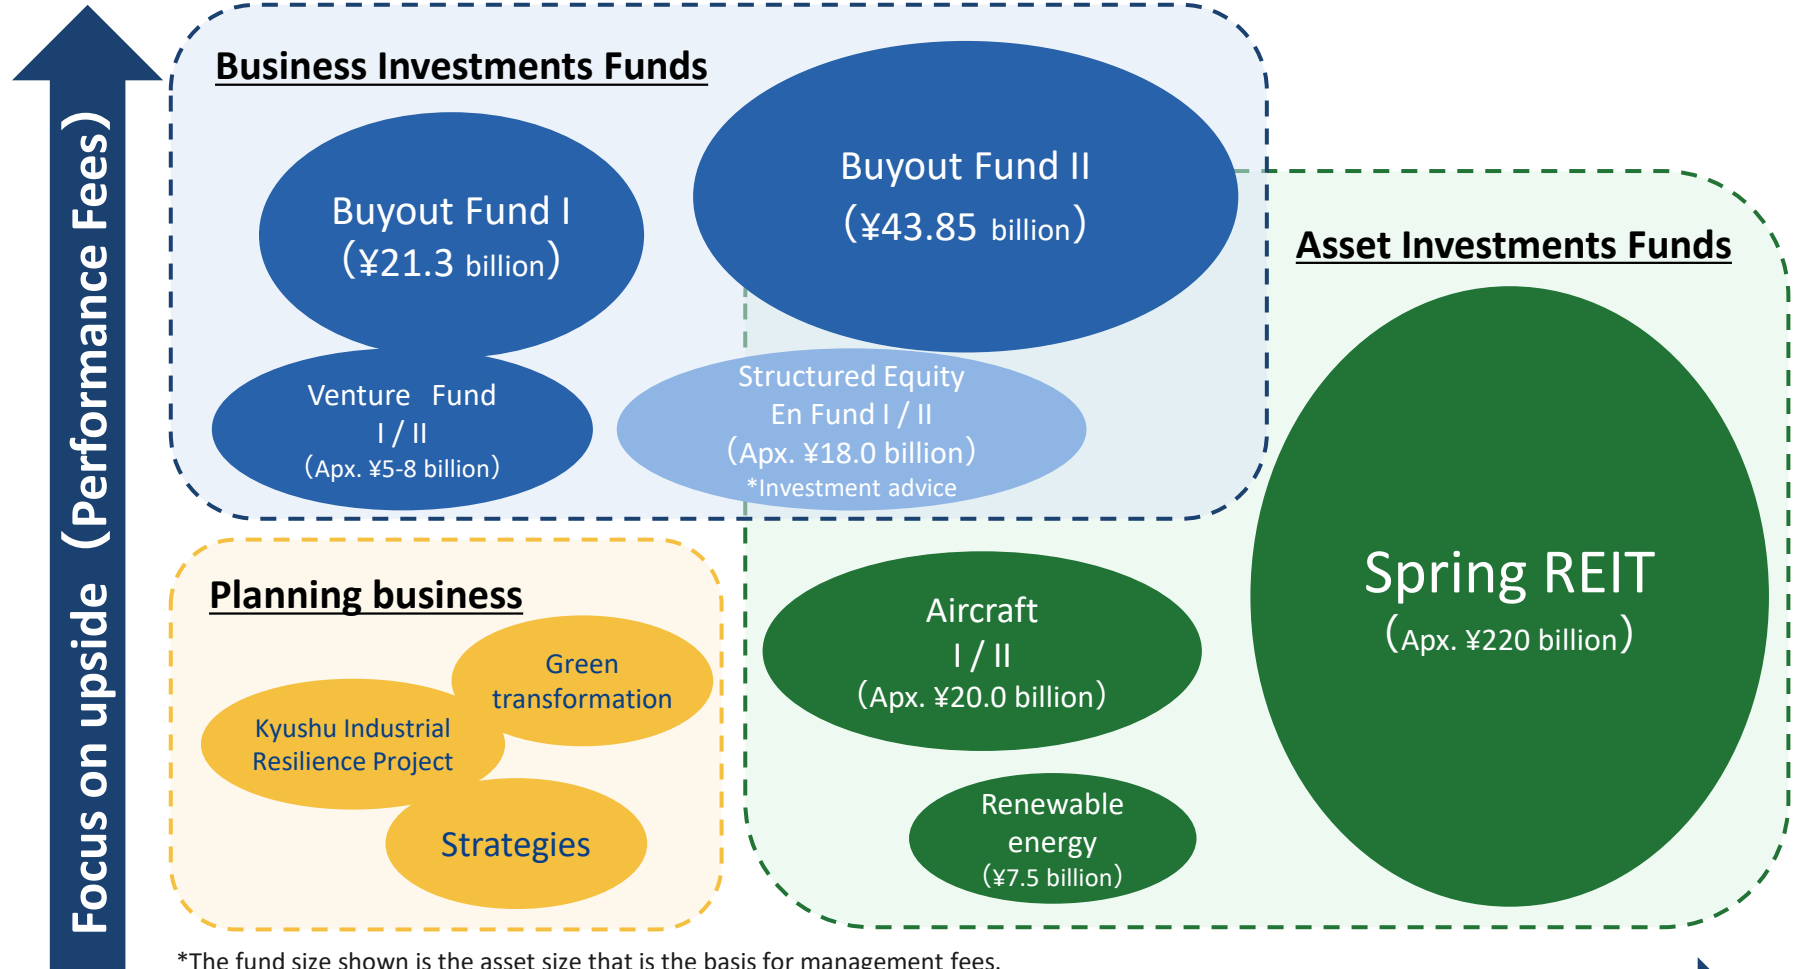 Focus on upside (Performance Fees)
Business Investments Funds
Buyout Fund I
(¥21.3 billion)
Buyout Fund II
(¥43.85 billion)
Venture Fund
I / II
(Apx. ¥5-8 billion)
Structured Equity
En Fund I / II
(Apx. ¥18.0 billion)
*Investment advice
Asset Investments Funds
Spring REIT
(Apx. ¥220 billion)
Aircraft
I / II
(Apx. ¥20.0 billion)
Renewable
energy
(¥7.5 billion)
Planning business
Green
transformation
Kyushu Industrial
Resilience Project
Strategies
*The fund size shown is the asset size that is the basis for management fees.